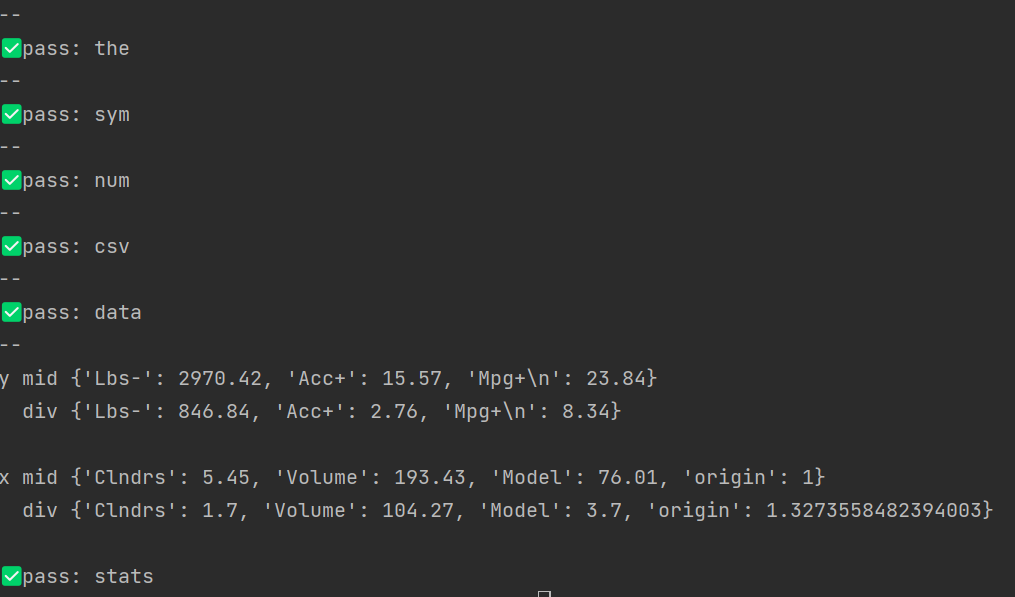 --
✅pass: the
--
✅pass: sym
--
✅pass: num
--
✅pass: csv
--
✅pass: data
--
y mid {'Lbs-': 2970.42, 'Acc+': 15.57, 'Mpg+\n': 23.84}
  div {'Lbs-': 846.84, 'Acc+': 2.76, 'Mpg+\n': 8.34}
x mid {'Clndrs': 5.45, 'Volume': 193.43, 'Model': 76.01, 'origin': 1}
  div {'Clndrs': 1.7, 'Volume': 104.27, 'Model': 3.7, 'origin': 1.3273558482394003}
✅pass: stats